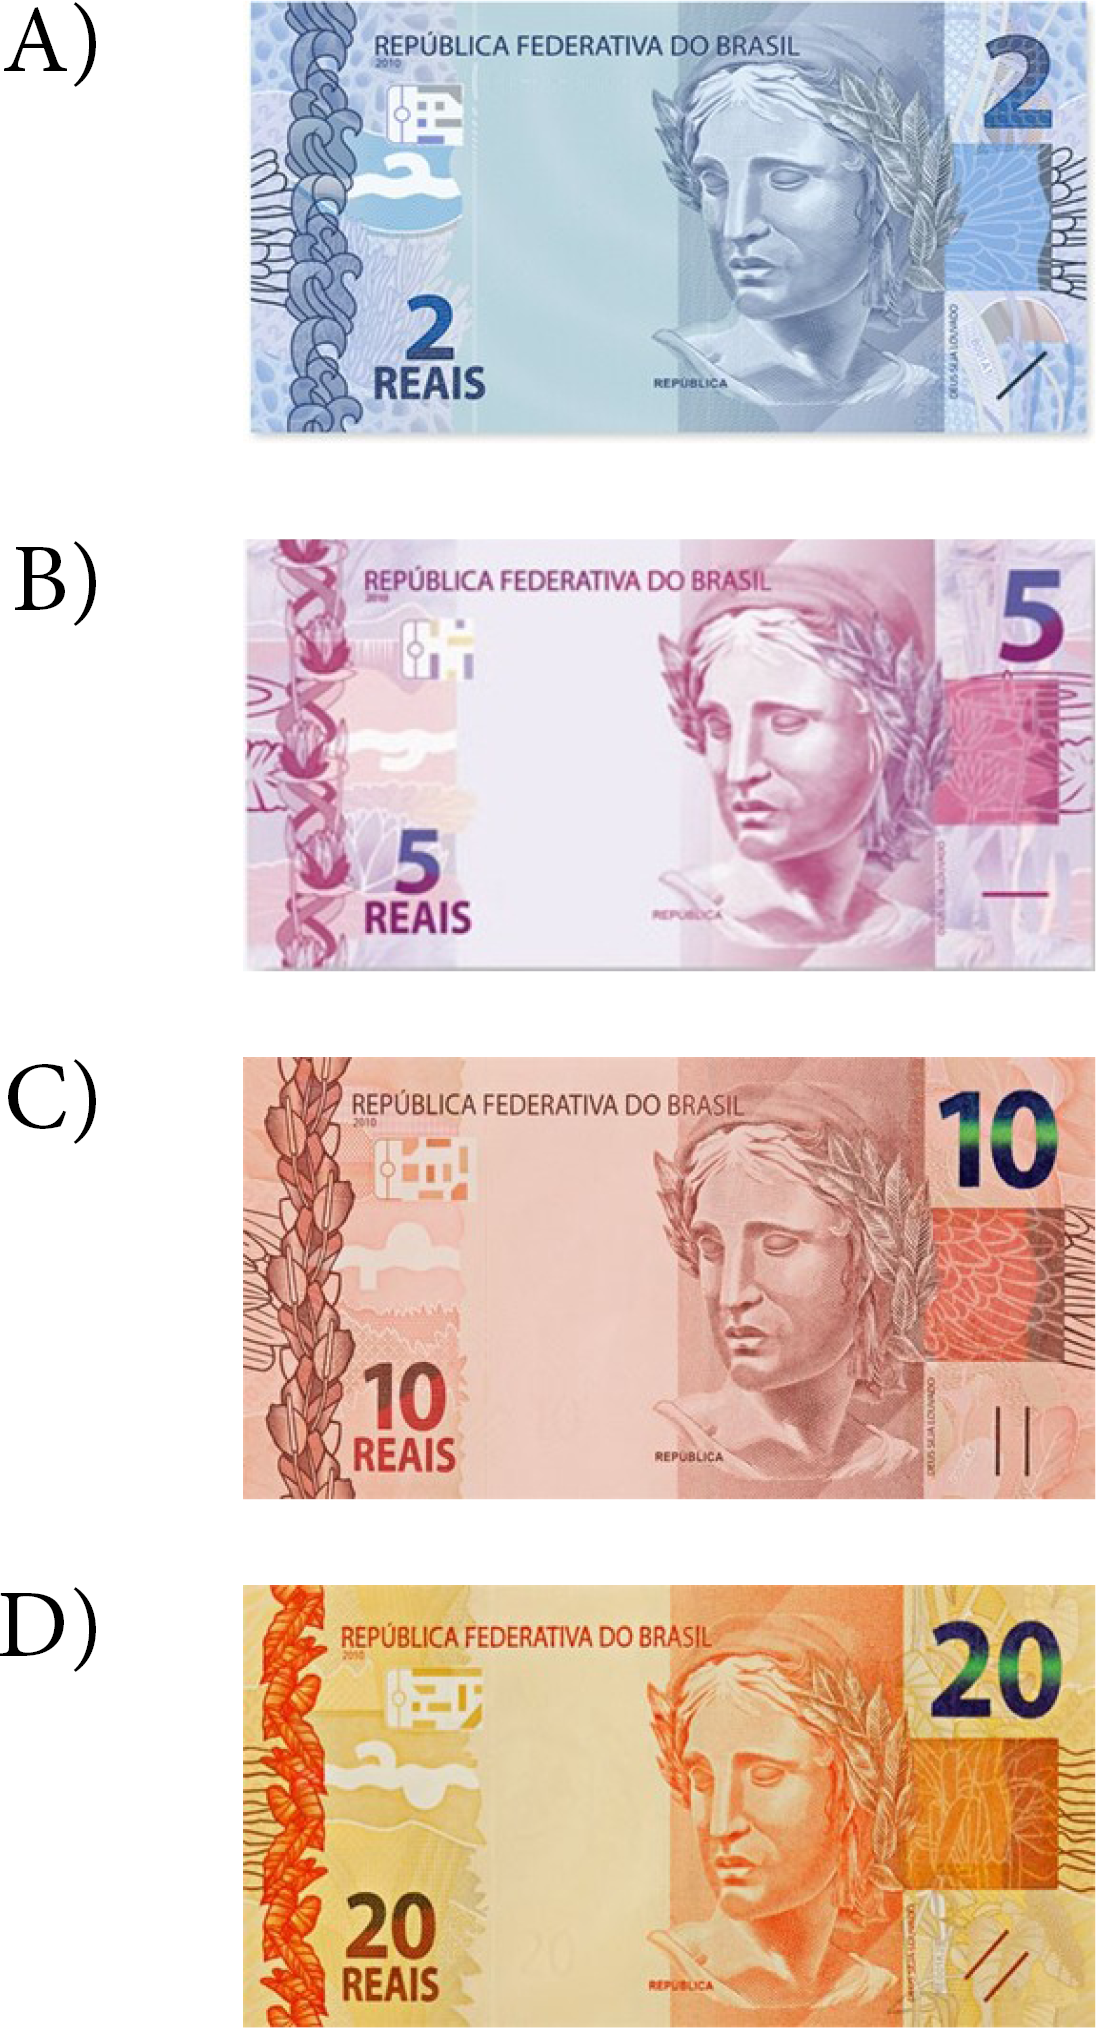 A)
REPÚBLICA FEDERATIVA DO BRASIL
2010
2
2
REAIS
REPÚBLICA
DEUS SEJA LOUVADO
B)
REPÚBLICA FEDERATIVA DO BRASIL
2010
5
5
REAIS
REPÚBLICA
DEUS SEJA LOUVADO
C)
REPÚBLICA FEDERATIVA DO BRASIL
2010
10
10
REAIS
REPÚBLICA
DEUS SEJA LOUVADO
D)
REPÚBLICA FEDERATIVA DO BRASIL
2010
20
20
20
REAIS
REPÚBLICA
DEUS SEJA LOUVADO